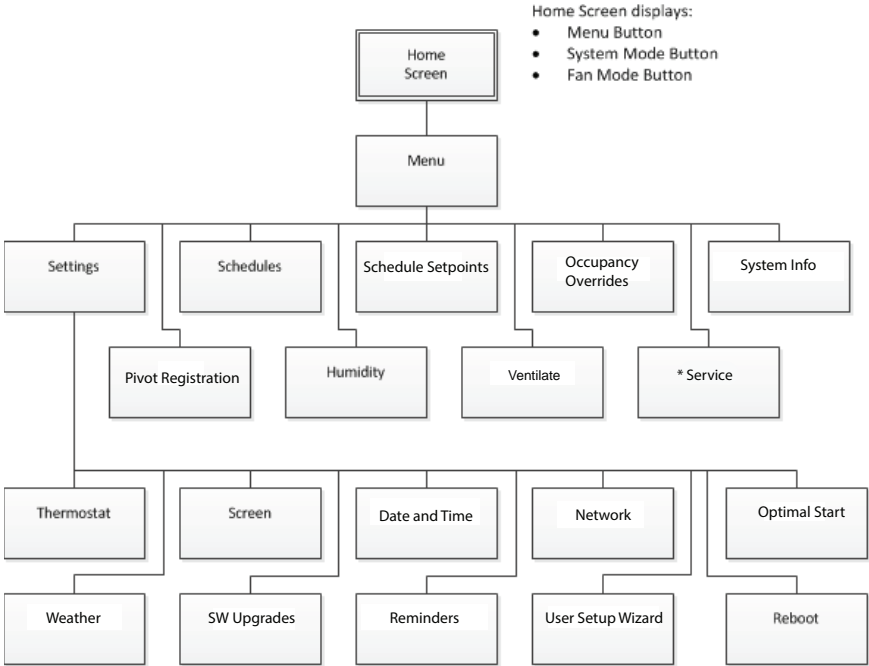 Home Screen displays:
• Menu Button
• System Mode Button
• Fan Mode Button
Home
Screen
Menu
Settings
Schedules
Schedule Setpoints
Occupancy
Overrides
System Info
Pivot Registration
Humidity
Ventilate
* Service
Thermostat
Screen
Date and Time
Network
Optimal Start
Weather
SW Upgrades
Reminders
User Setup Wizard
Reboot